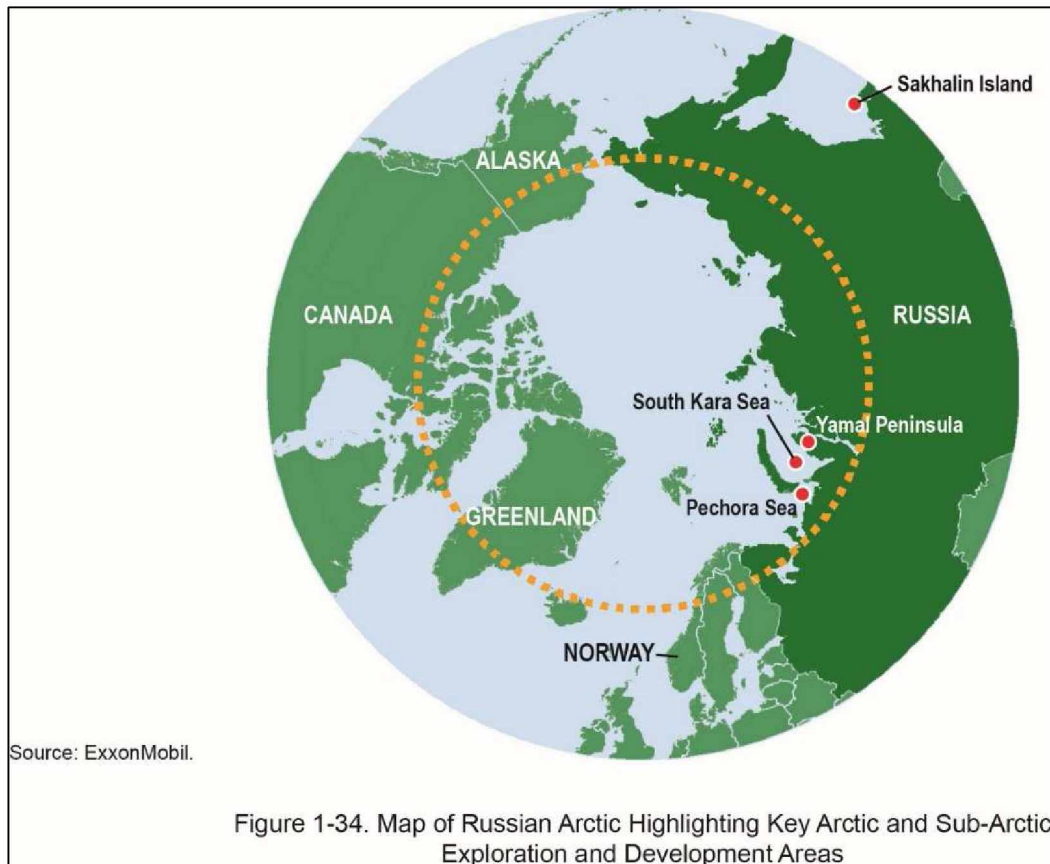 Sakhalin Island
ALASKA
CANADA
RUSSIA
South Kara Sea
Yamal Peninsula
Pechora Sea
GREENLAND
NORWAY
Source: ExxonMobil.
Figure 1-34. Map of Russian Arctic Highlighting Key Arctic and Sub-Arctic
Exploration and Development Areas